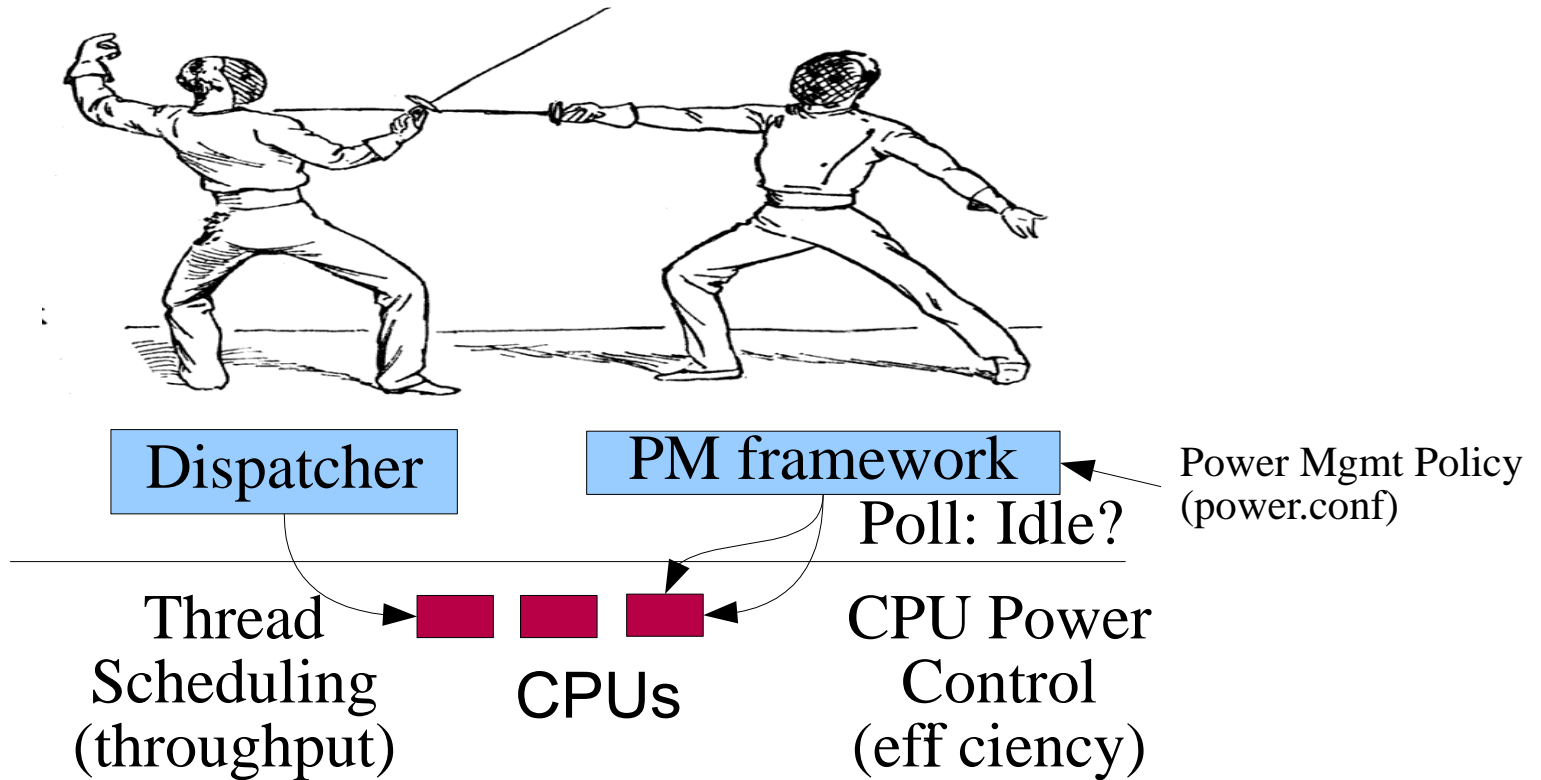 Dispatcher
PM framework
Power Mgmt Policy
(power.conf)
Poll: Idle?
Thread
Scheduling
(throughput)
CPUs
CPU Power
Control
(eff ciency)